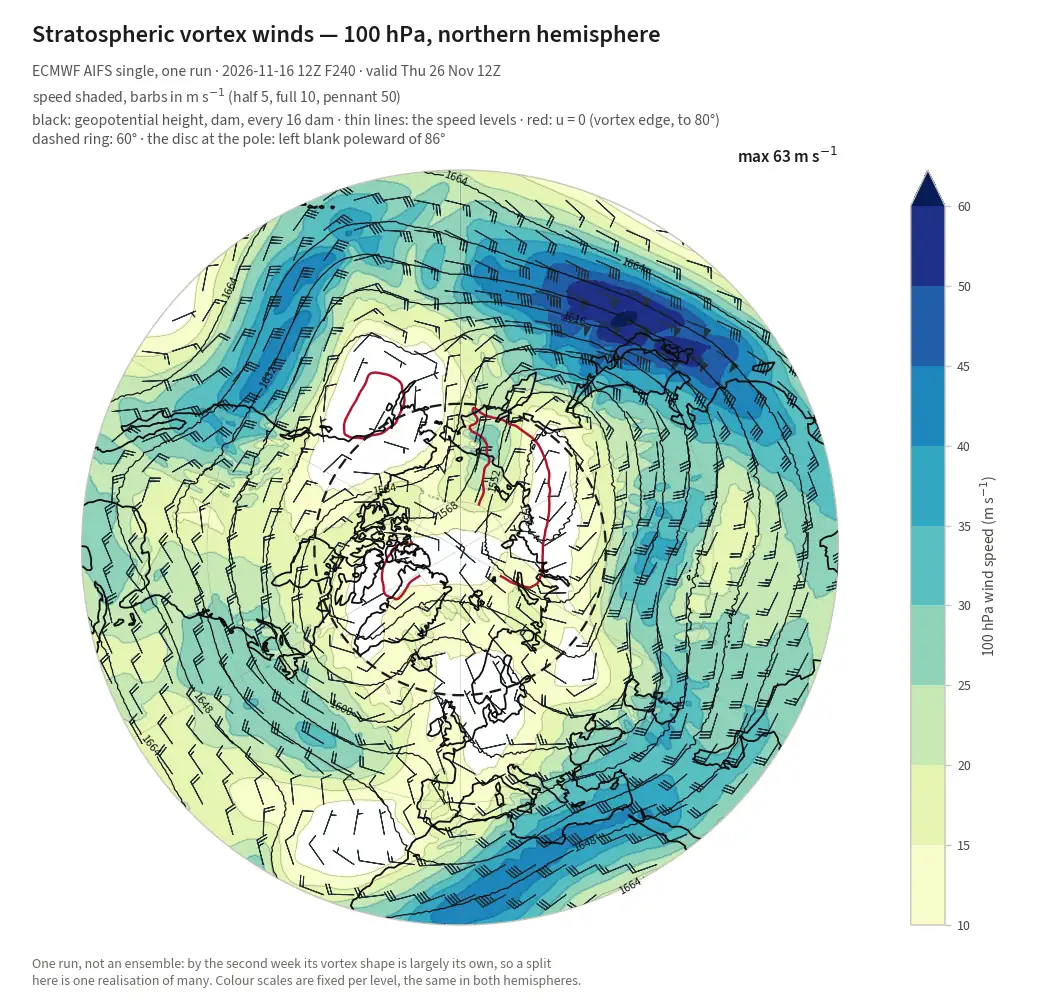 Stratospheric vortex winds — 100 hPa, northern hemisphere
ECMWF AIFS single, one run · 2026-11-16 12Z F240 · valid Thu 26 Nov 12Z
speed shaded, barbs in m s⁻¹ (half 5, full 10, pennant 50)
black: geopotential height, dam, every 16 dam · thin lines: the speed levels · red: u = 0 (vortex edge, to 80°)
dashed ring: 60° · the disc at the pole: left blank poleward of 86°
max 63 m s⁻¹
1664
1664
1664
1616
1632
1552
1584
1568
1648
1600
1664
1648
1664
60
50
45
40
35
30
25
20
15
10
100 hPa wind speed (m s⁻¹)
One run, not an ensemble: by the second week its vortex shape is largely its own, so a split
here is one realisation of many. Colour scales are fixed per level, the same in both hemispheres.